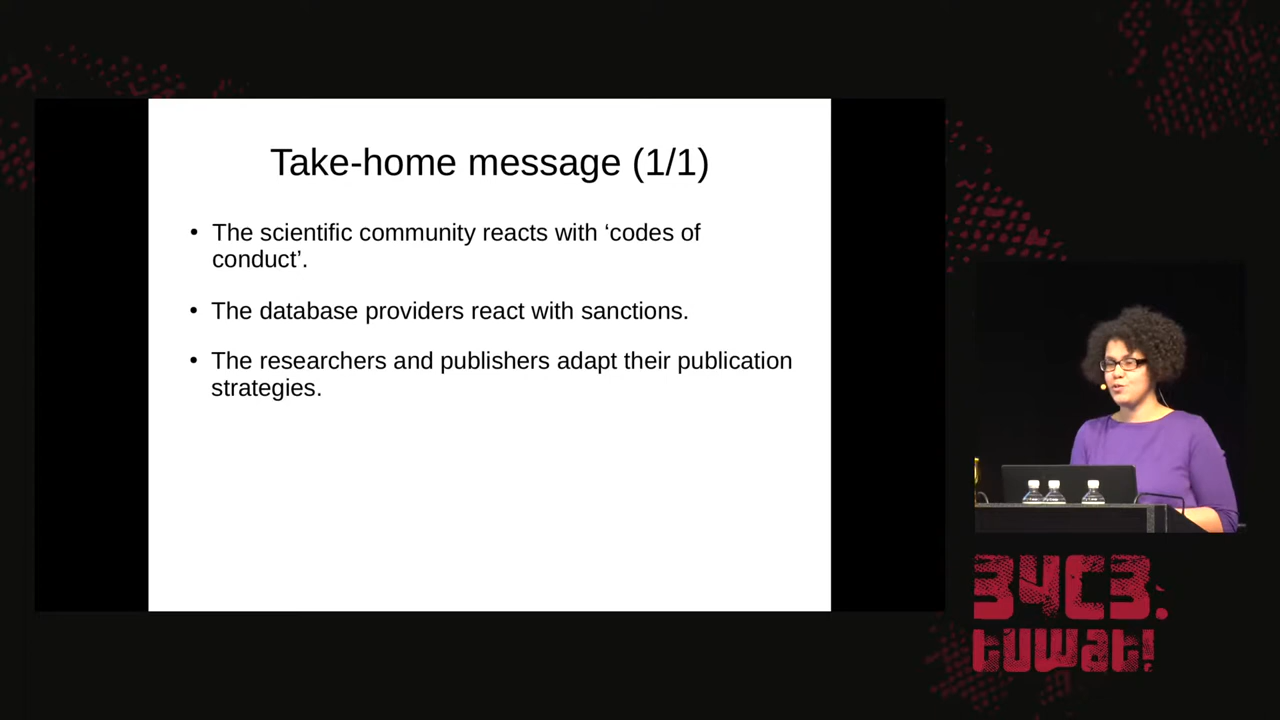 Take-home message (1/1)
• The scientific community reacts with ‘codes of
conduct’.
• The database providers react with sanctions.
• The researchers and publishers adapt their publication
strategies.
34C3.
tuwat!